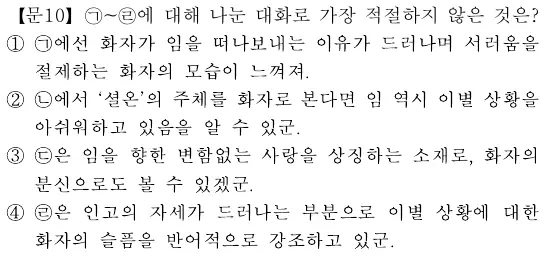 【문10】 ㉠~㉣에 대해 나눈 대화로 가장 적절하지 않은 것은?
① ㉠에선 화자가 임을 떠나보내는 이유가 드러나며 서러움을
절제하는 화자의 모습이 느껴져.
② ㉡에서 ‘셜온’의 주체를 화자로 본다면 임 역시 이별 상황을
아쉬워하고 있음을 알 수 있군.
③ ㉢은 임을 향한 변함없는 사랑을 상징하는 소재로, 화자의
분신으로도 볼 수 있겠군.
④ ㉣은 인고의 자세가 드러나는 부분으로 이별 상황에 대한
화자의 슬픔을 반어적으로 강조하고 있군.